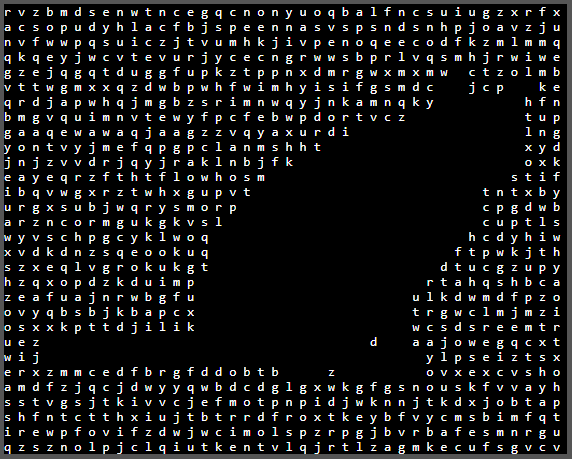 r v z b m d s e n w t n c e g q c n o n y u o q b a l f n c s u i u g z x r f x
a c s o p u d y h l a c f b j s p e e n n a s v s p s n d s n h p j o a v z j u
n v f w w p q s u i c z j t v u m h k j i v p e n o q e e c o d f k z m l m m q
q k q e y j w c v t e v u r j y c e c n g r w w s b p r l v q s m h j r w i w e
g z e j q g q t d u g g f u p k z t p p n x d m r g w x m x m w c t z o l m b
v t t w g m x x q z d w b p w h f w i m h y i s i f g s m d c j c p k e
q r d j a p w h q j m g b z s r i m n w q y j n k a m n q k y h f n
b m g v q u i m n v t e w y f p c f e b w p d o r t v c z t u p
g a a q e w a w a q j a a g z z v q y a x u r d i l n g
y o n t v y j m e f q p g p c l a n m s h h t x y d
j n j z v v d r j q y j r a k l n b j f k o x k
e a y e q r z f t h t f l o w h o s m s t i f
i b q v w g x r z t w h x g u p v t t n t x b y
u r g x s u b j w q r y s m o r p c p g d w b
a r z n c o r m g u k g k v s l c u p t l s
w y v s c h p g c y k l w o q h c d y h i w
x v d k d n z s q e o o k u q f t p w k j t h
s z x e q l v g r o k u k g t d t u c g z u p y
h z q x o p d z k d u i m p r t a h q s h b c a
z e a f u a j n r w b g f u u l k d w m d f p z o
o v y q b s b j k b a p c x t r g w c l m j m z i
o s x x k p t t d j i l i k w c s d s r e e m t r
u e z d a a j o w e g q c x t
w i j y l p s e i z t s x
e r x z m m c e d f b r g f d d o b t b z o v x e x c v s h o
a m d f z j q c j d w y y q w b d c d g l g x w k g f g s n o u s k f v v a y h
s s t v g s j t k i v v c j e f m o t p n p i d j w k n n j t k d x j o b t a p
s h f n t c t t h x i u j t b t r r d f r o x t k e y b f v y c m s b i m f q t
i r e w p f o v i f z d w j w c i m o l s p z r p g j b v r b a f e s m n r g u
q z s z n o l p j c l q i u t k e n t v l q j r t l z a g m k e c u f s g v c v